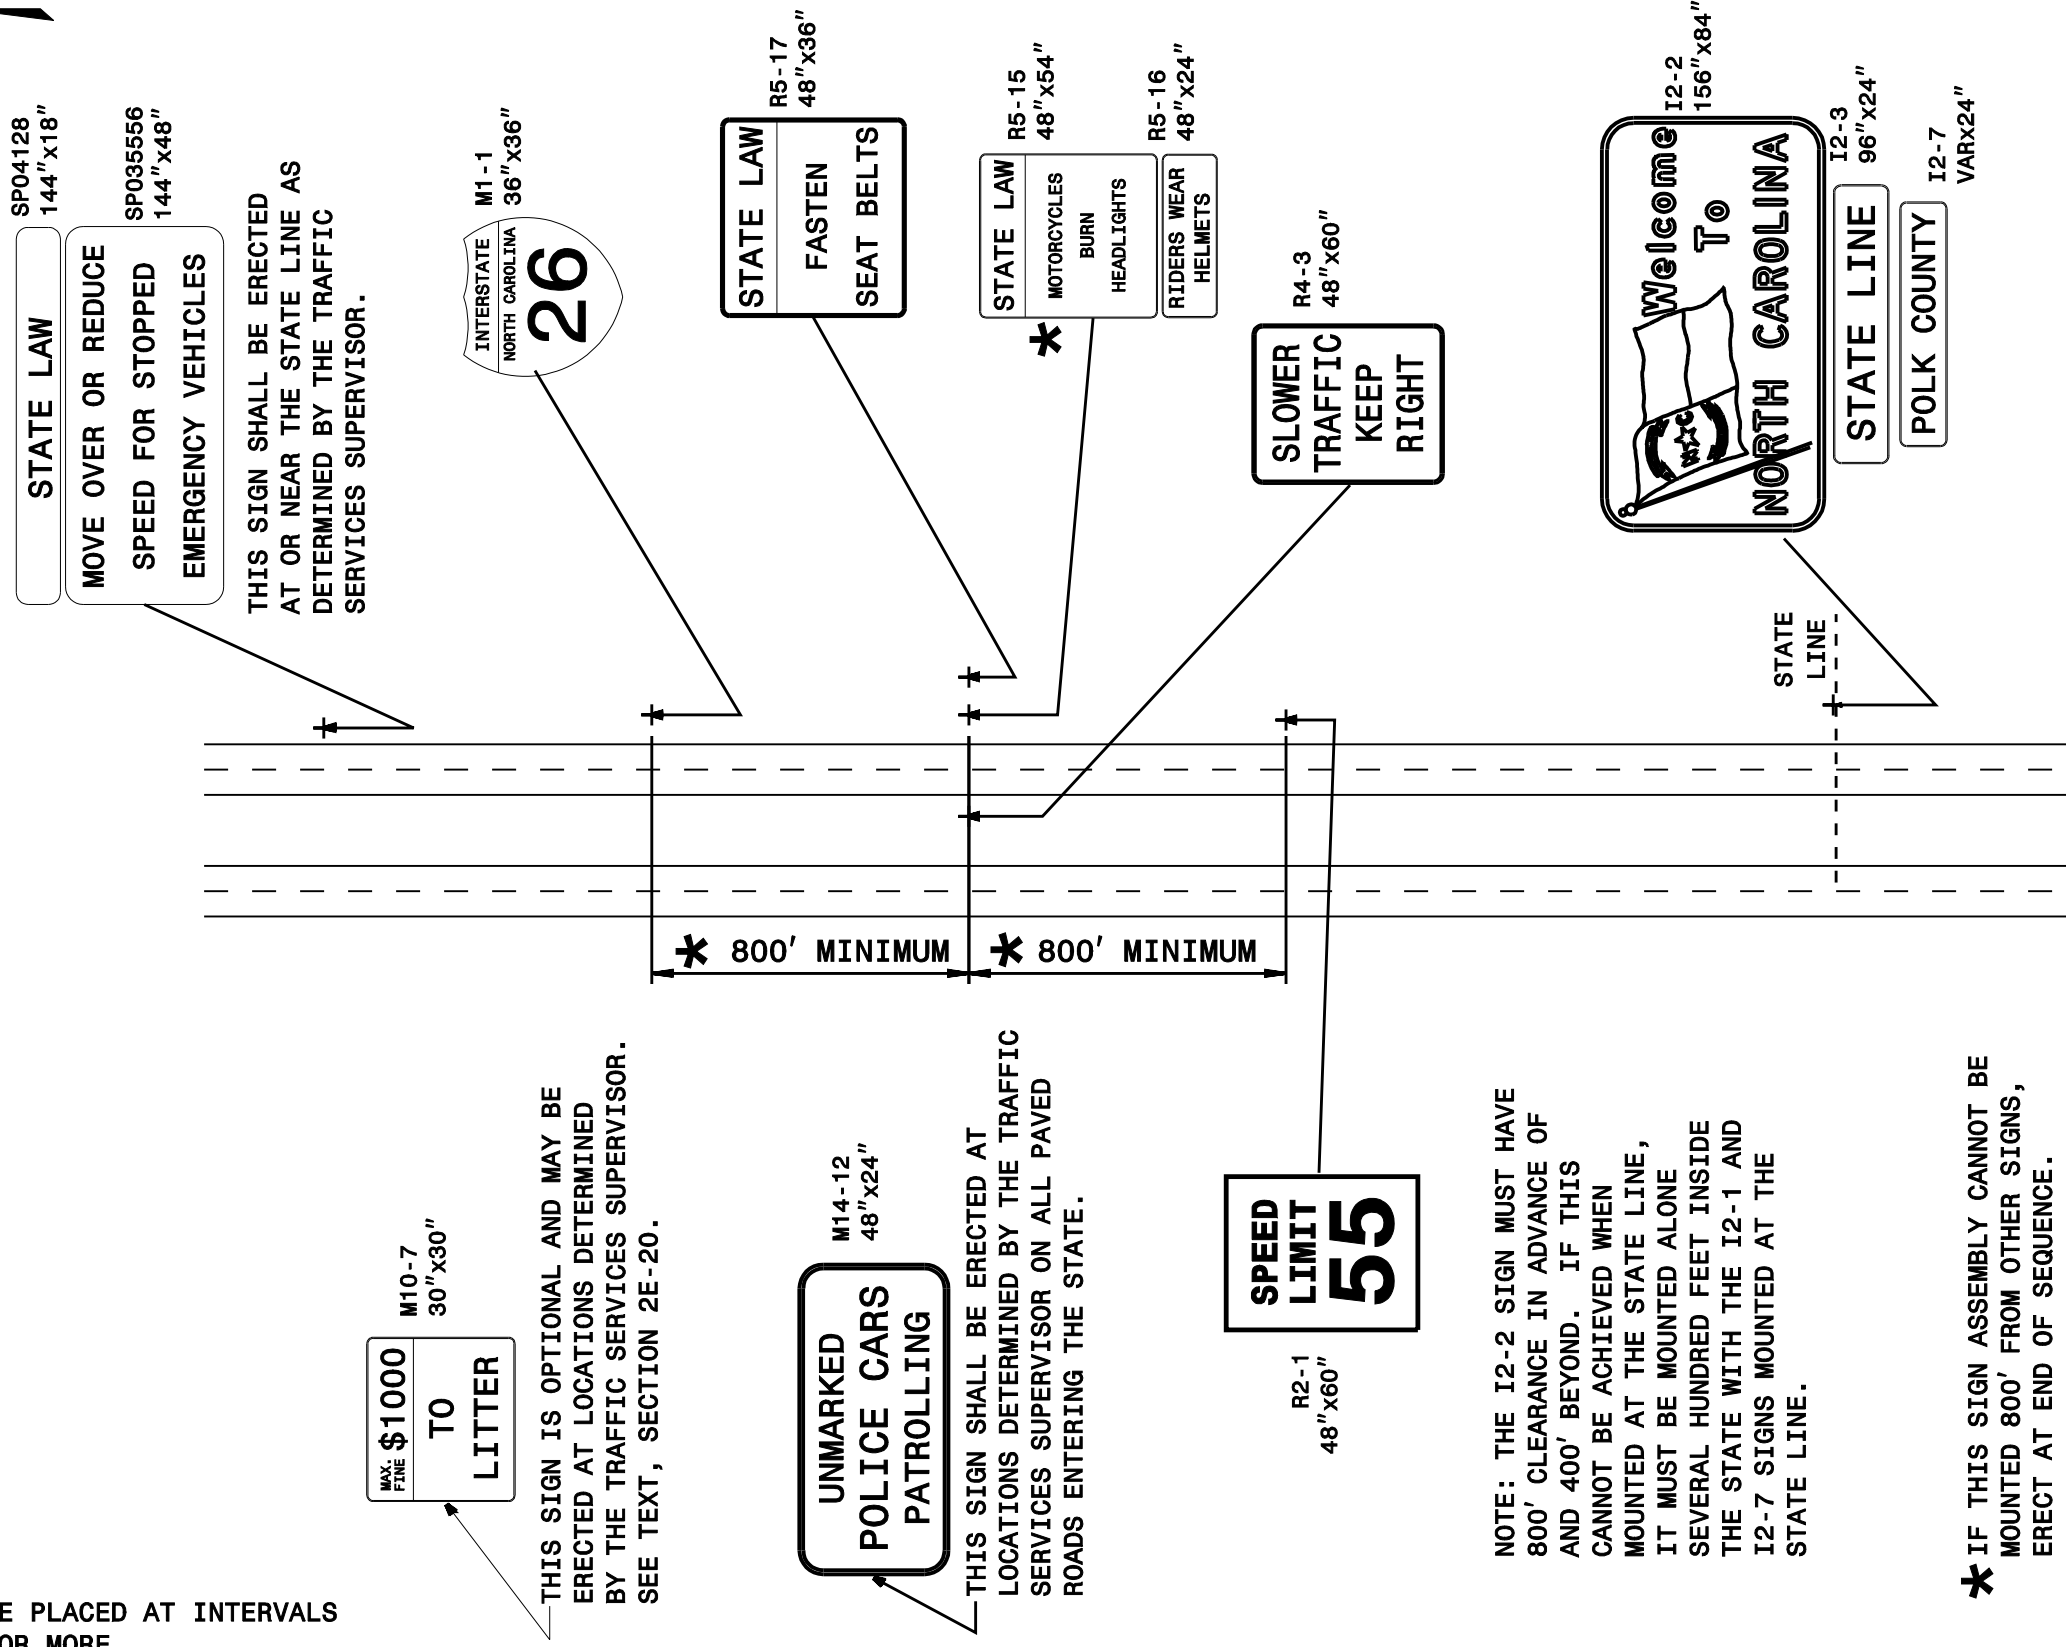 SP04128
144"x18"
STATE LAW
SP035556
144"x48"
MOVE OVER OR REDUCE
SPEED FOR STOPPED
EMERGENCY VEHICLES
THIS SIGN SHALL BE ERECTED
AT OR NEAR THE STATE LINE AS
DETERMINED BY THE TRAFFIC
SERVICES SUPERVISOR.
M1-1
36"x36"
INTERSTATE
NORTH CAROLINA
26
R5-17
48"x36"
STATE LAW
FASTEN
SEAT BELTS
R5-15
48"x54"
STATE LAW
MOTORCYCLES
BURN
HEADLIGHTS
*
R5-16
48"x24"
RIDERS WEAR
HELMETS
R4-3
48"x60"
SLOWER
TRAFFIC
KEEP
RIGHT
I2-2
156"x84"
Welcome
To
NORTH CAROLINA
N ☆ C
I2-3
96"x24"
STATE LINE
I2-7
VARx24"
POLK COUNTY
STATE
LINE
* 800' MINIMUM
* 800' MINIMUM
M10-7
30"x30"
MAX.
FINE $1000
TO
LITTER
THIS SIGN IS OPTIONAL AND MAY BE
ERECTED AT LOCATIONS DETERMINED
BY THE TRAFFIC SERVICES SUPERVISOR.
SEE TEXT, SECTION 2E-20.
M14-12
48"x24"
UNMARKED
POLICE CARS
PATROLLING
THIS SIGN SHALL BE ERECTED AT
LOCATIONS DETERMINED BY THE TRAFFIC
SERVICES SUPERVISOR ON ALL PAVED
ROADS ENTERING THE STATE.
SPEED
LIMIT
55
R2-1
48"x60"
NOTE: THE I2-2 SIGN MUST HAVE
800' CLEARANCE IN ADVANCE OF
AND 400' BEYOND. IF THIS
CANNOT BE ACHIEVED WHEN
MOUNTED AT THE STATE LINE,
IT MUST BE MOUNTED ALONE
SEVERAL HUNDRED FEET INSIDE
THE STATE WITH THE I2-1 AND
I2-7 SIGNS MOUNTED AT THE
STATE LINE.
* IF THIS SIGN ASSEMBLY CANNOT BE
MOUNTED 800' FROM OTHER SIGNS,
ERECT AT END OF SEQUENCE.
E PLACED AT INTERVALS
OR MORE